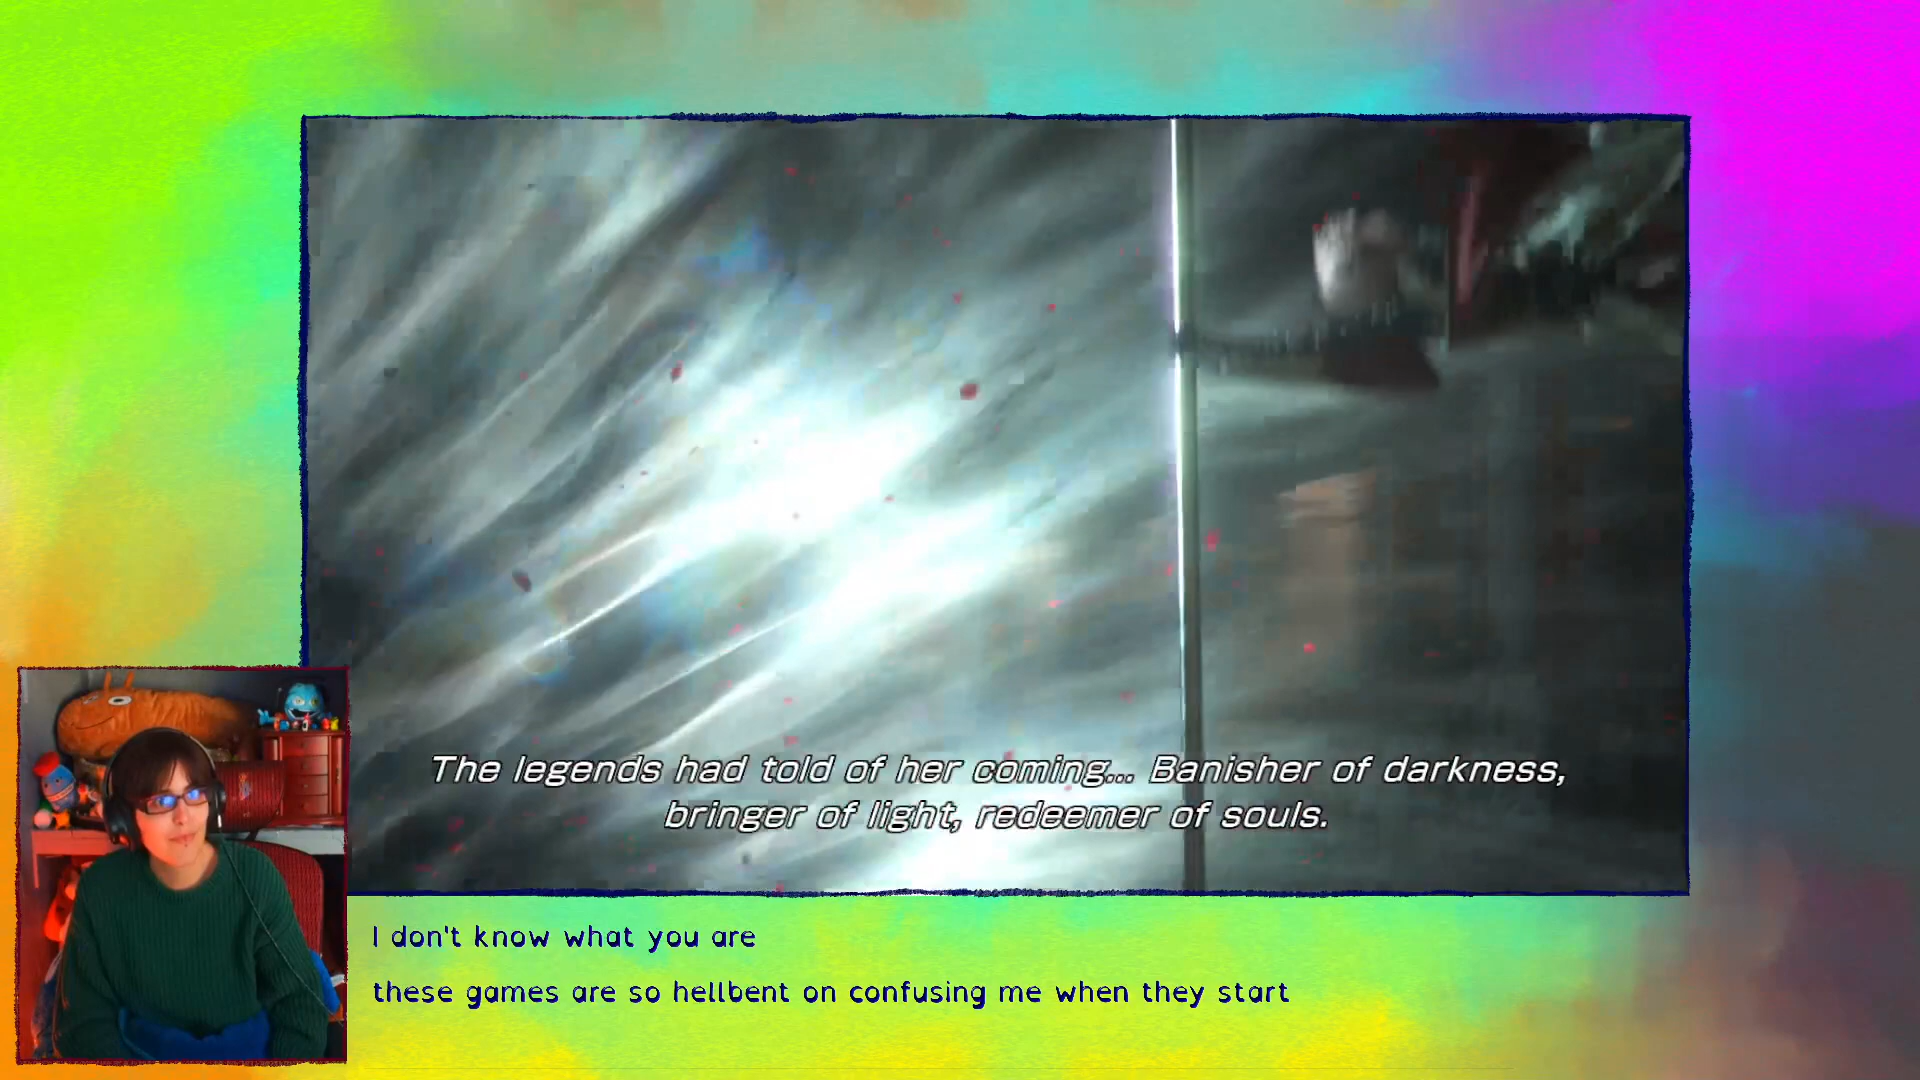 The legends had told of her coming... Banisher of darkness,
bringer of light, redeemer of souls.
I don't know what you are
these games are so hellbent on confusing me when they start